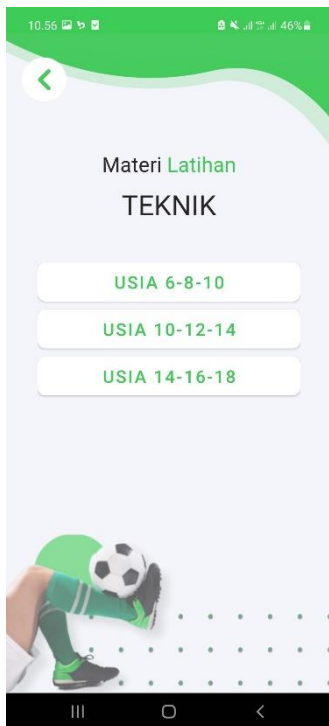 10.56 46%
Materi Latihan
TEKNIK
USIA 6-8-10
USIA 10-12-14
USIA 14-16-18